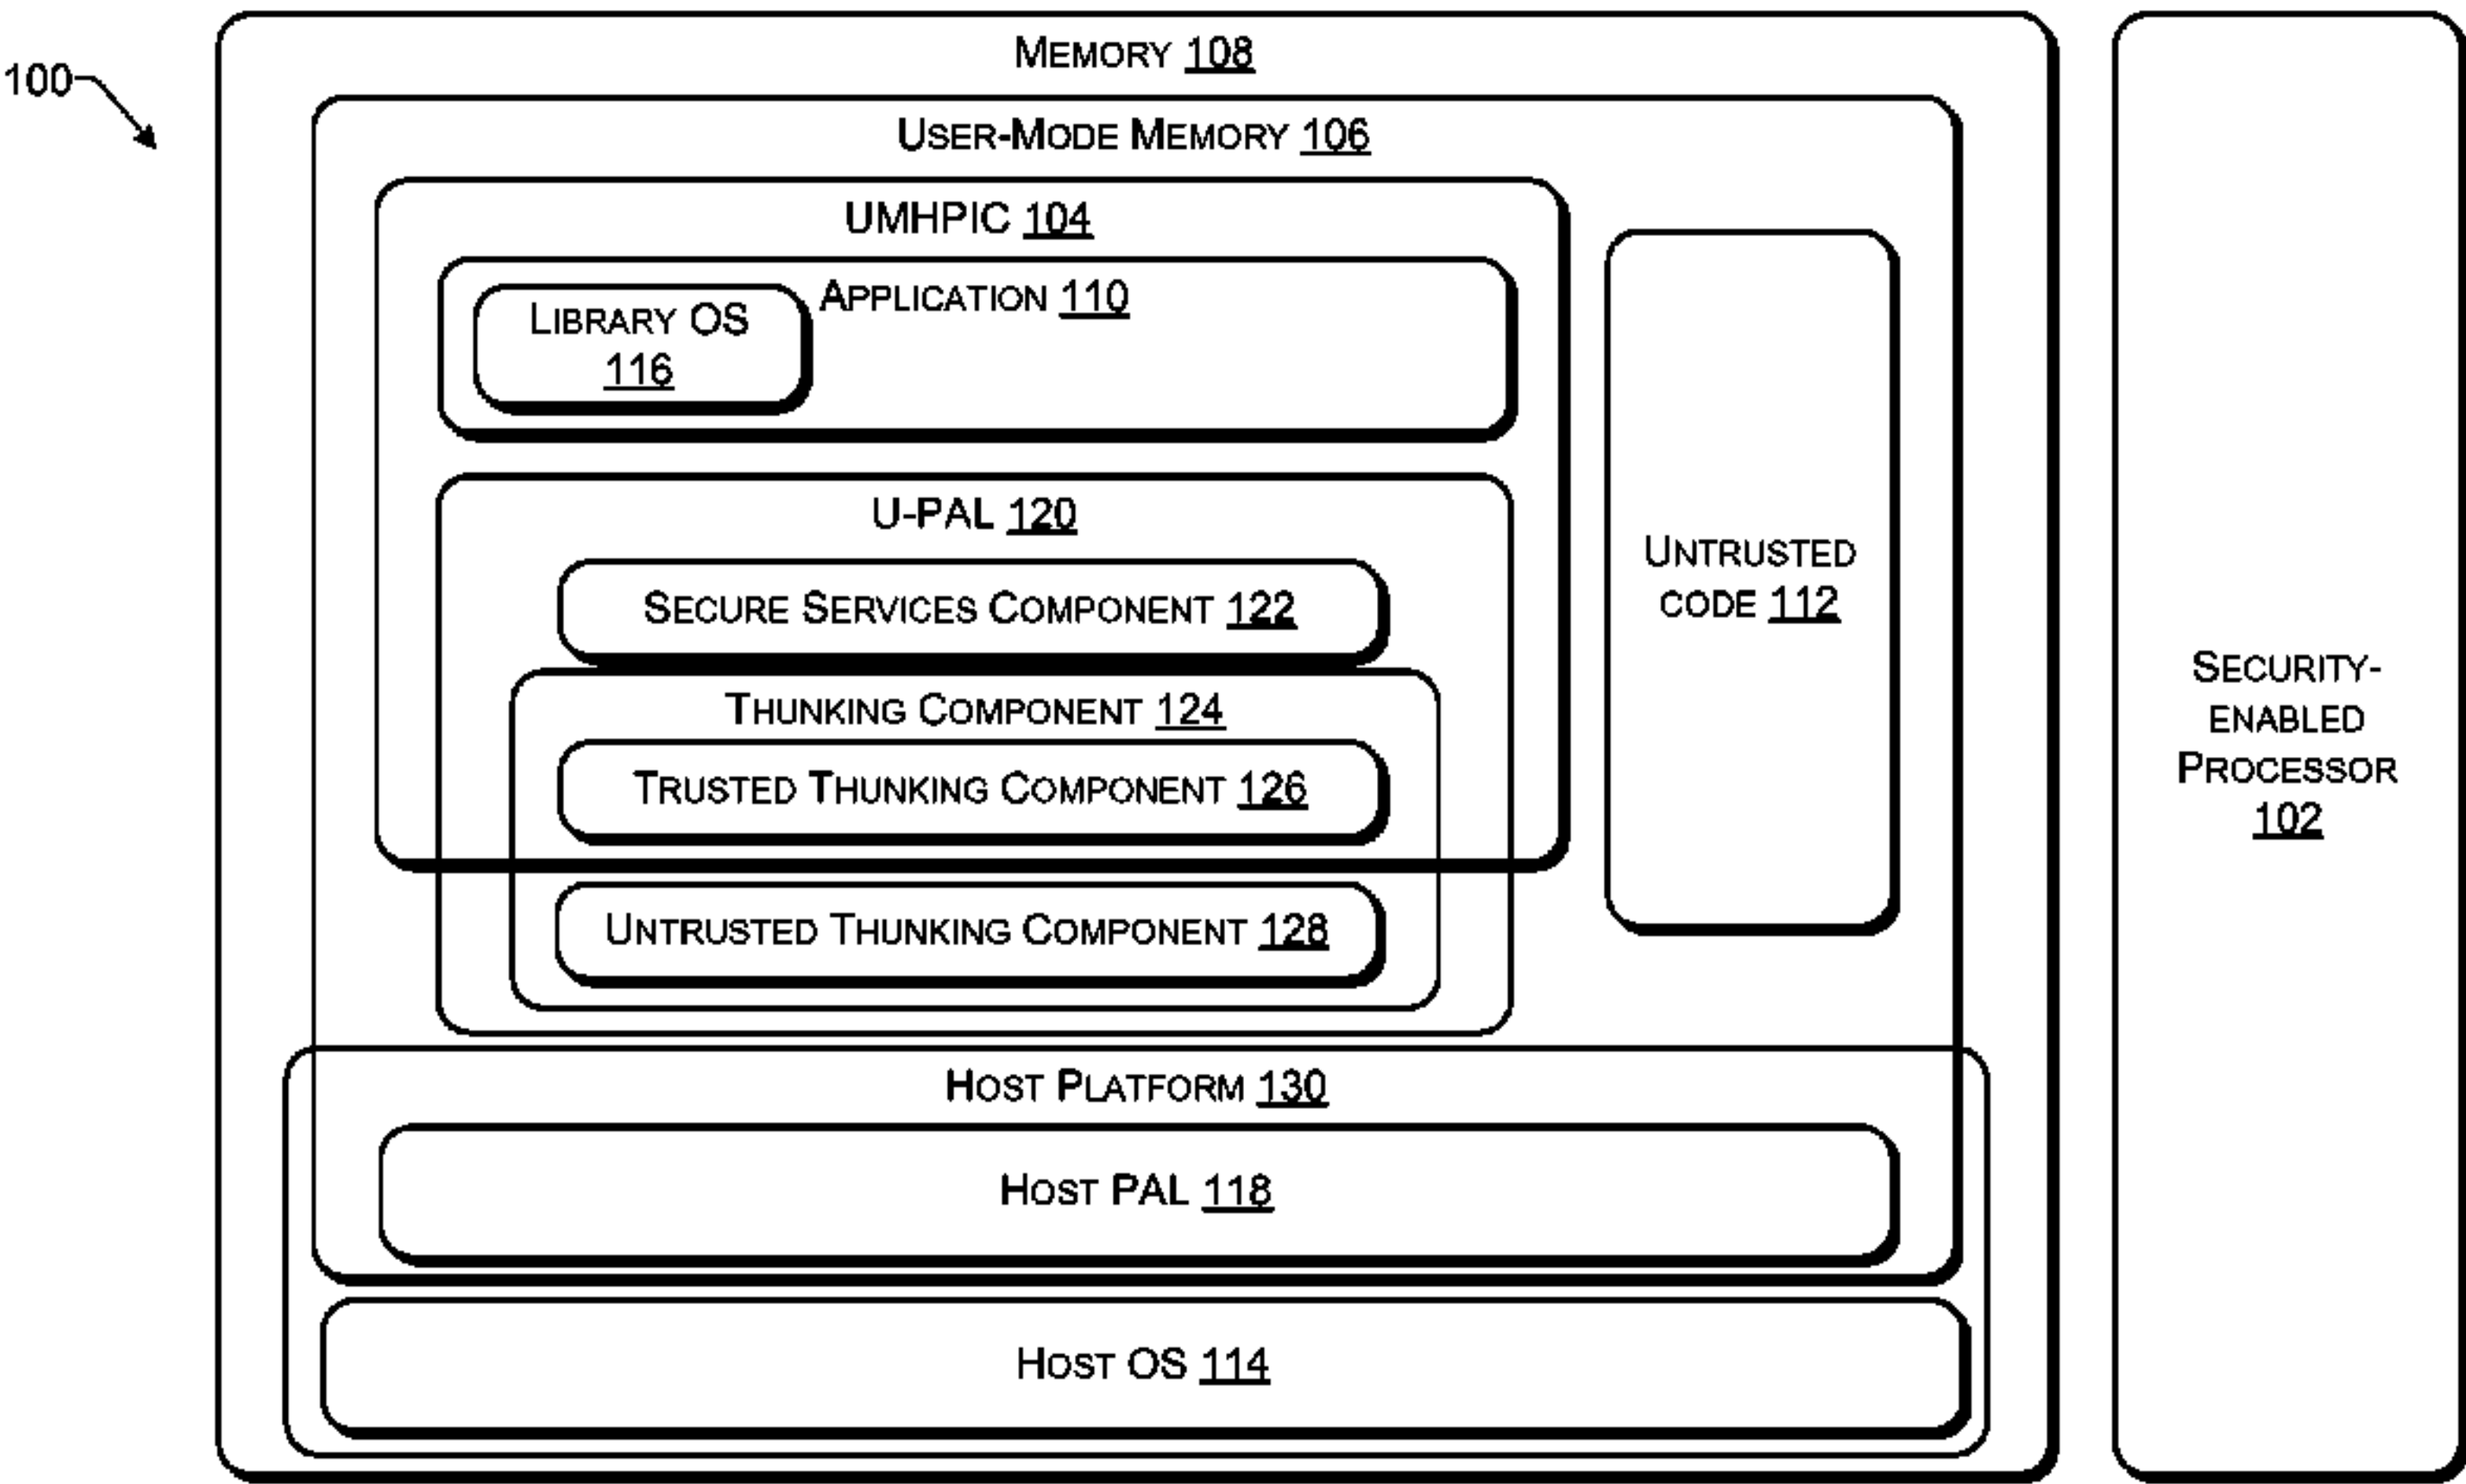 100
MEMORY 108
USER-MODE MEMORY 106
UMHPIC 104
APPLICATION 110
LIBRARY OS
116
U-PAL 120
SECURE SERVICES COMPONENT 122
THUNKING COMPONENT 124
TRUSTED THUNKING COMPONENT 126
UNTRUSTED THUNKING COMPONENT 128
UNTRUSTED
CODE 112
HOST PLATFORM 130
HOST PAL 118
HOST OS 114
SECURITY-
ENABLED
PROCESSOR
102